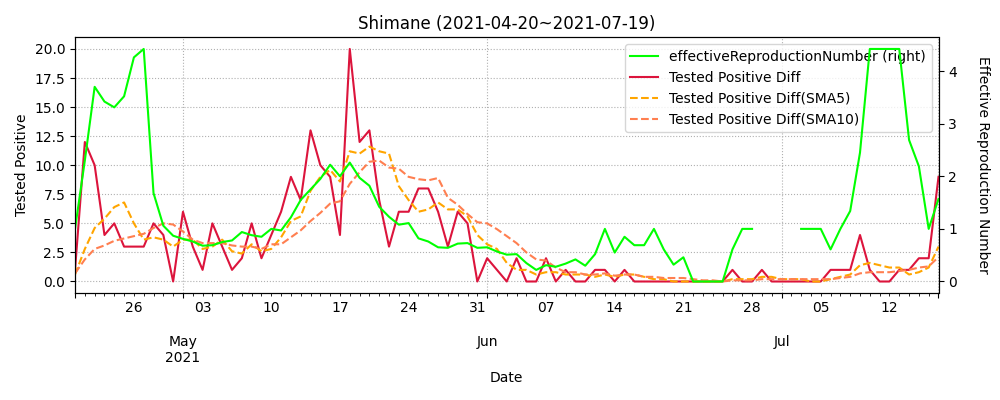 Shimane (2021-04-20~2021-07-19)
effectiveReproductionNumber (right)
Tested Positive Diff
Tested Positive Diff(SMA5)
Tested Positive Diff(SMA10)
Tested Positive
20.0
17.5
15.0
12.5
10.0
7.5
5.0
2.5
0.0
Effective Reproduction Number
4
3
2
1
0
26 03 10 17 24 31 07 14 21 28 05 12
May Jun Jul
2021
Date